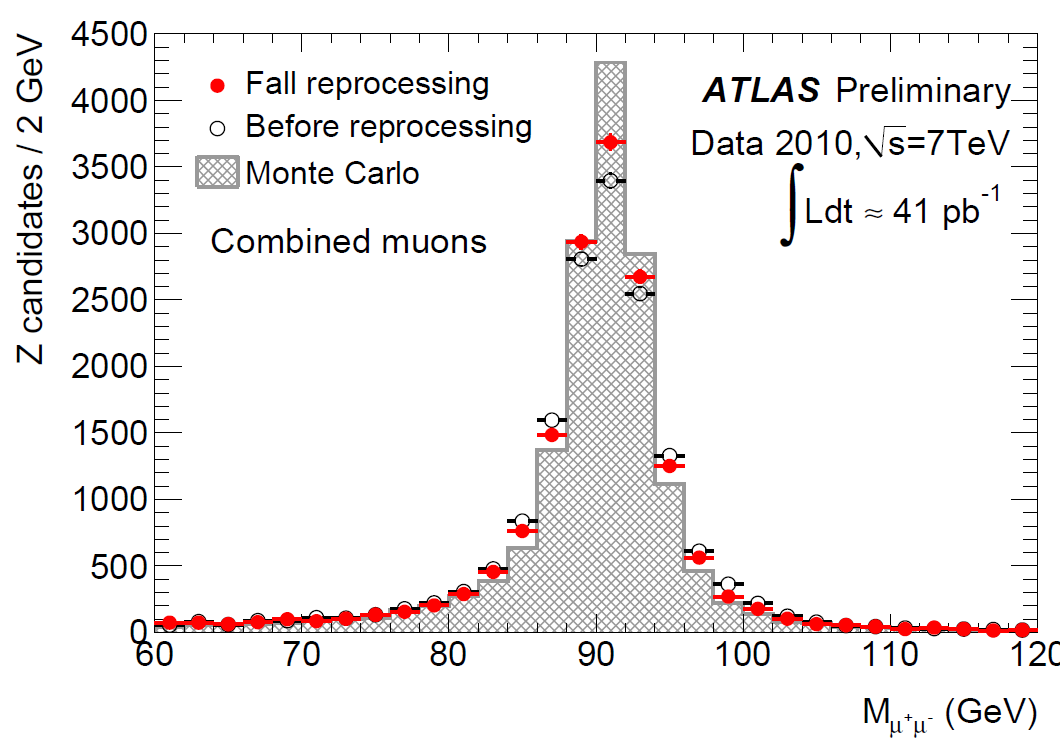 Z candidates / 2 GeV
4500
4000
3500
3000
2500
2000
1500
1000
500
0
Fall reprocessing
Before reprocessing
Monte Carlo
Combined muons
ATLAS Preliminary
Data 2010, √s=7TeV
∫Ldt ≈ 41 pb⁻¹
60 70 80 90 100 110 120
M_μ⁺μ⁻ (GeV)